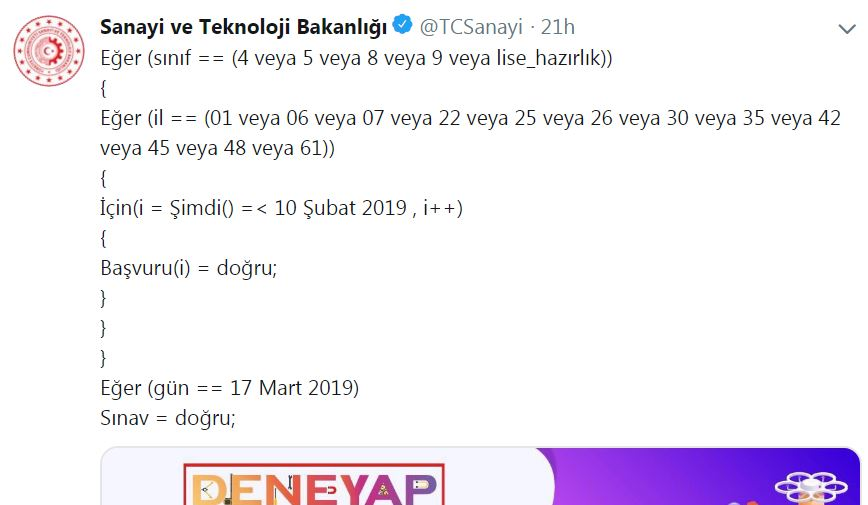 Sanayi ve Teknoloji Bakanlığı @TCSanayi · 21h
Eğer (sınıf == (4 veya 5 veya 8 veya 9 veya lise_hazırlık))
{
Eğer (il == (01 veya 06 veya 07 veya 22 veya 25 veya 26 veya 30 veya 35 veya 42
veya 45 veya 48 veya 61))
{
İçin(i = Şimdi() =< 10 Şubat 2019 , i++)
{
Başvuru(i) = doğru;
}
}
}
Eğer (gün == 17 Mart 2019)
Sınav = doğru;
DENEYAP